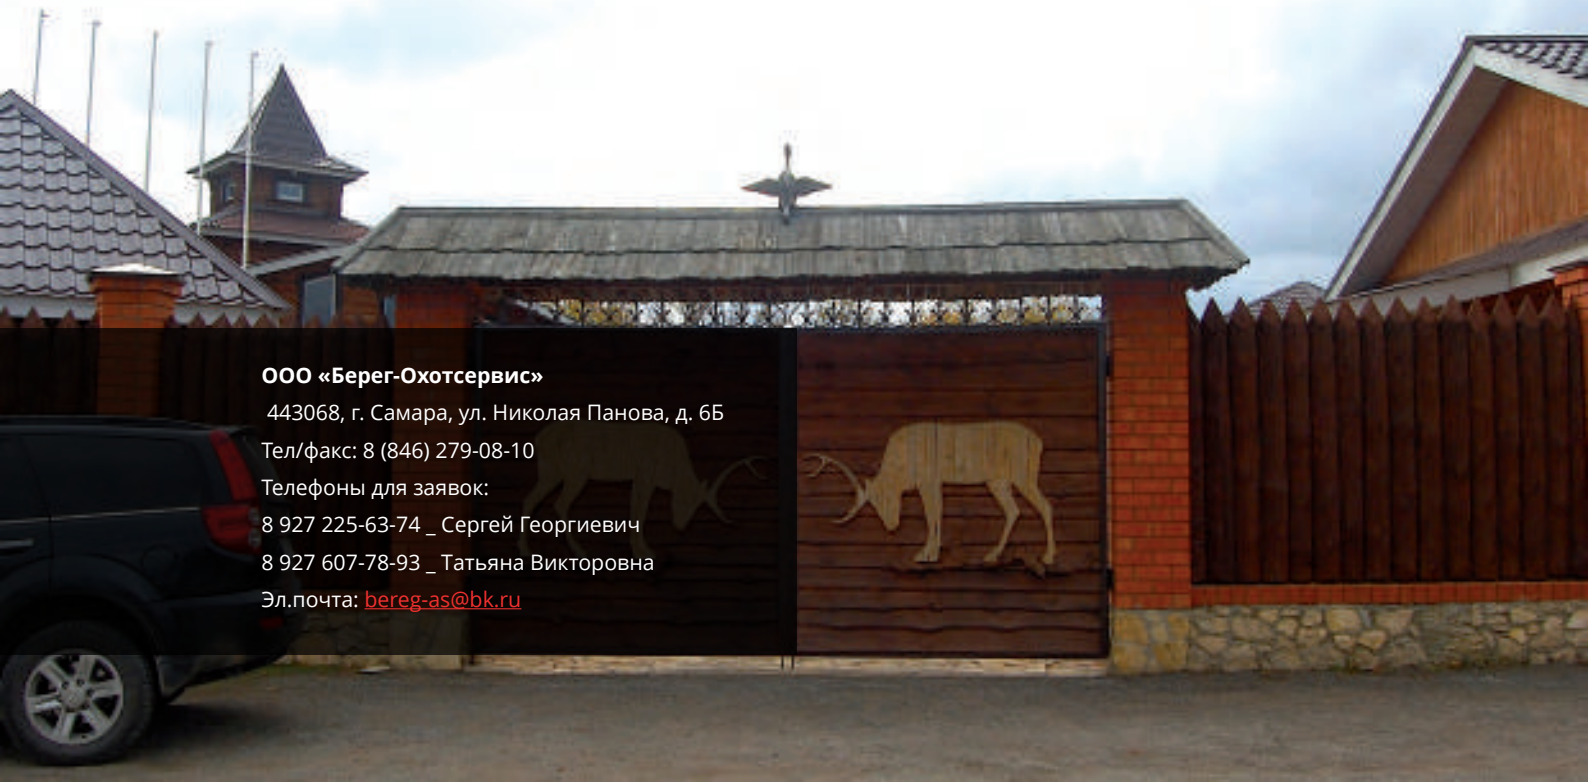 ООО «Берег-Охотсервис»
443068, г. Самара, ул. Николая Панова, д. 6Б
Тел/факс: 8 (846) 279-08-10
Телефоны для заявок:
8 927 225-63-74 _ Сергей Георгиевич
8 927 607-78-93 _ Татьяна Викторовна
Эл.почта: bereg-as@bk.ru